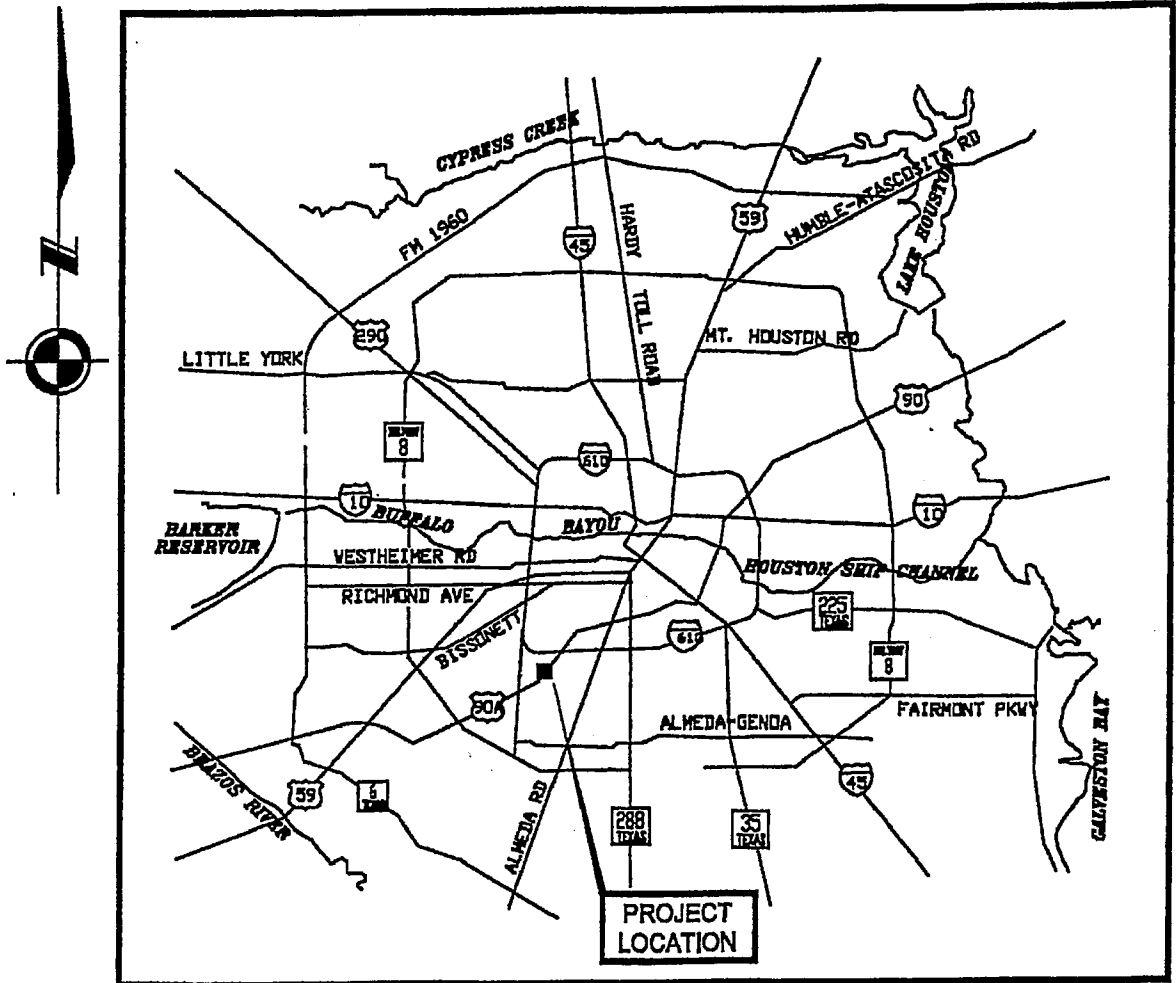 N
CYPRESS CREEK
HUMBLE-ATASCOSITA RD
FM 1960
45
HARDY
TOLL ROAD
59
LAKE HOUSTON
290
MT. HOUSTON RD
LITTLE YORK
90
8
610
10
10
BUFFALO
BAYOU
BARKER
RESERVOIR
WESTHEIMER RD
HOUSTON SHIP CHANNEL
RICHMOND AVE
225
TEXAS
BISSONETT
610
8
90A
FAIRMONT PKWY
ALMEDA-GENOA
GALVESTON BAY
BRAZOS RIVER
59
6
45
ALMEDA RD
288
TEXAS
35
TEXAS
PROJECT
LOCATION